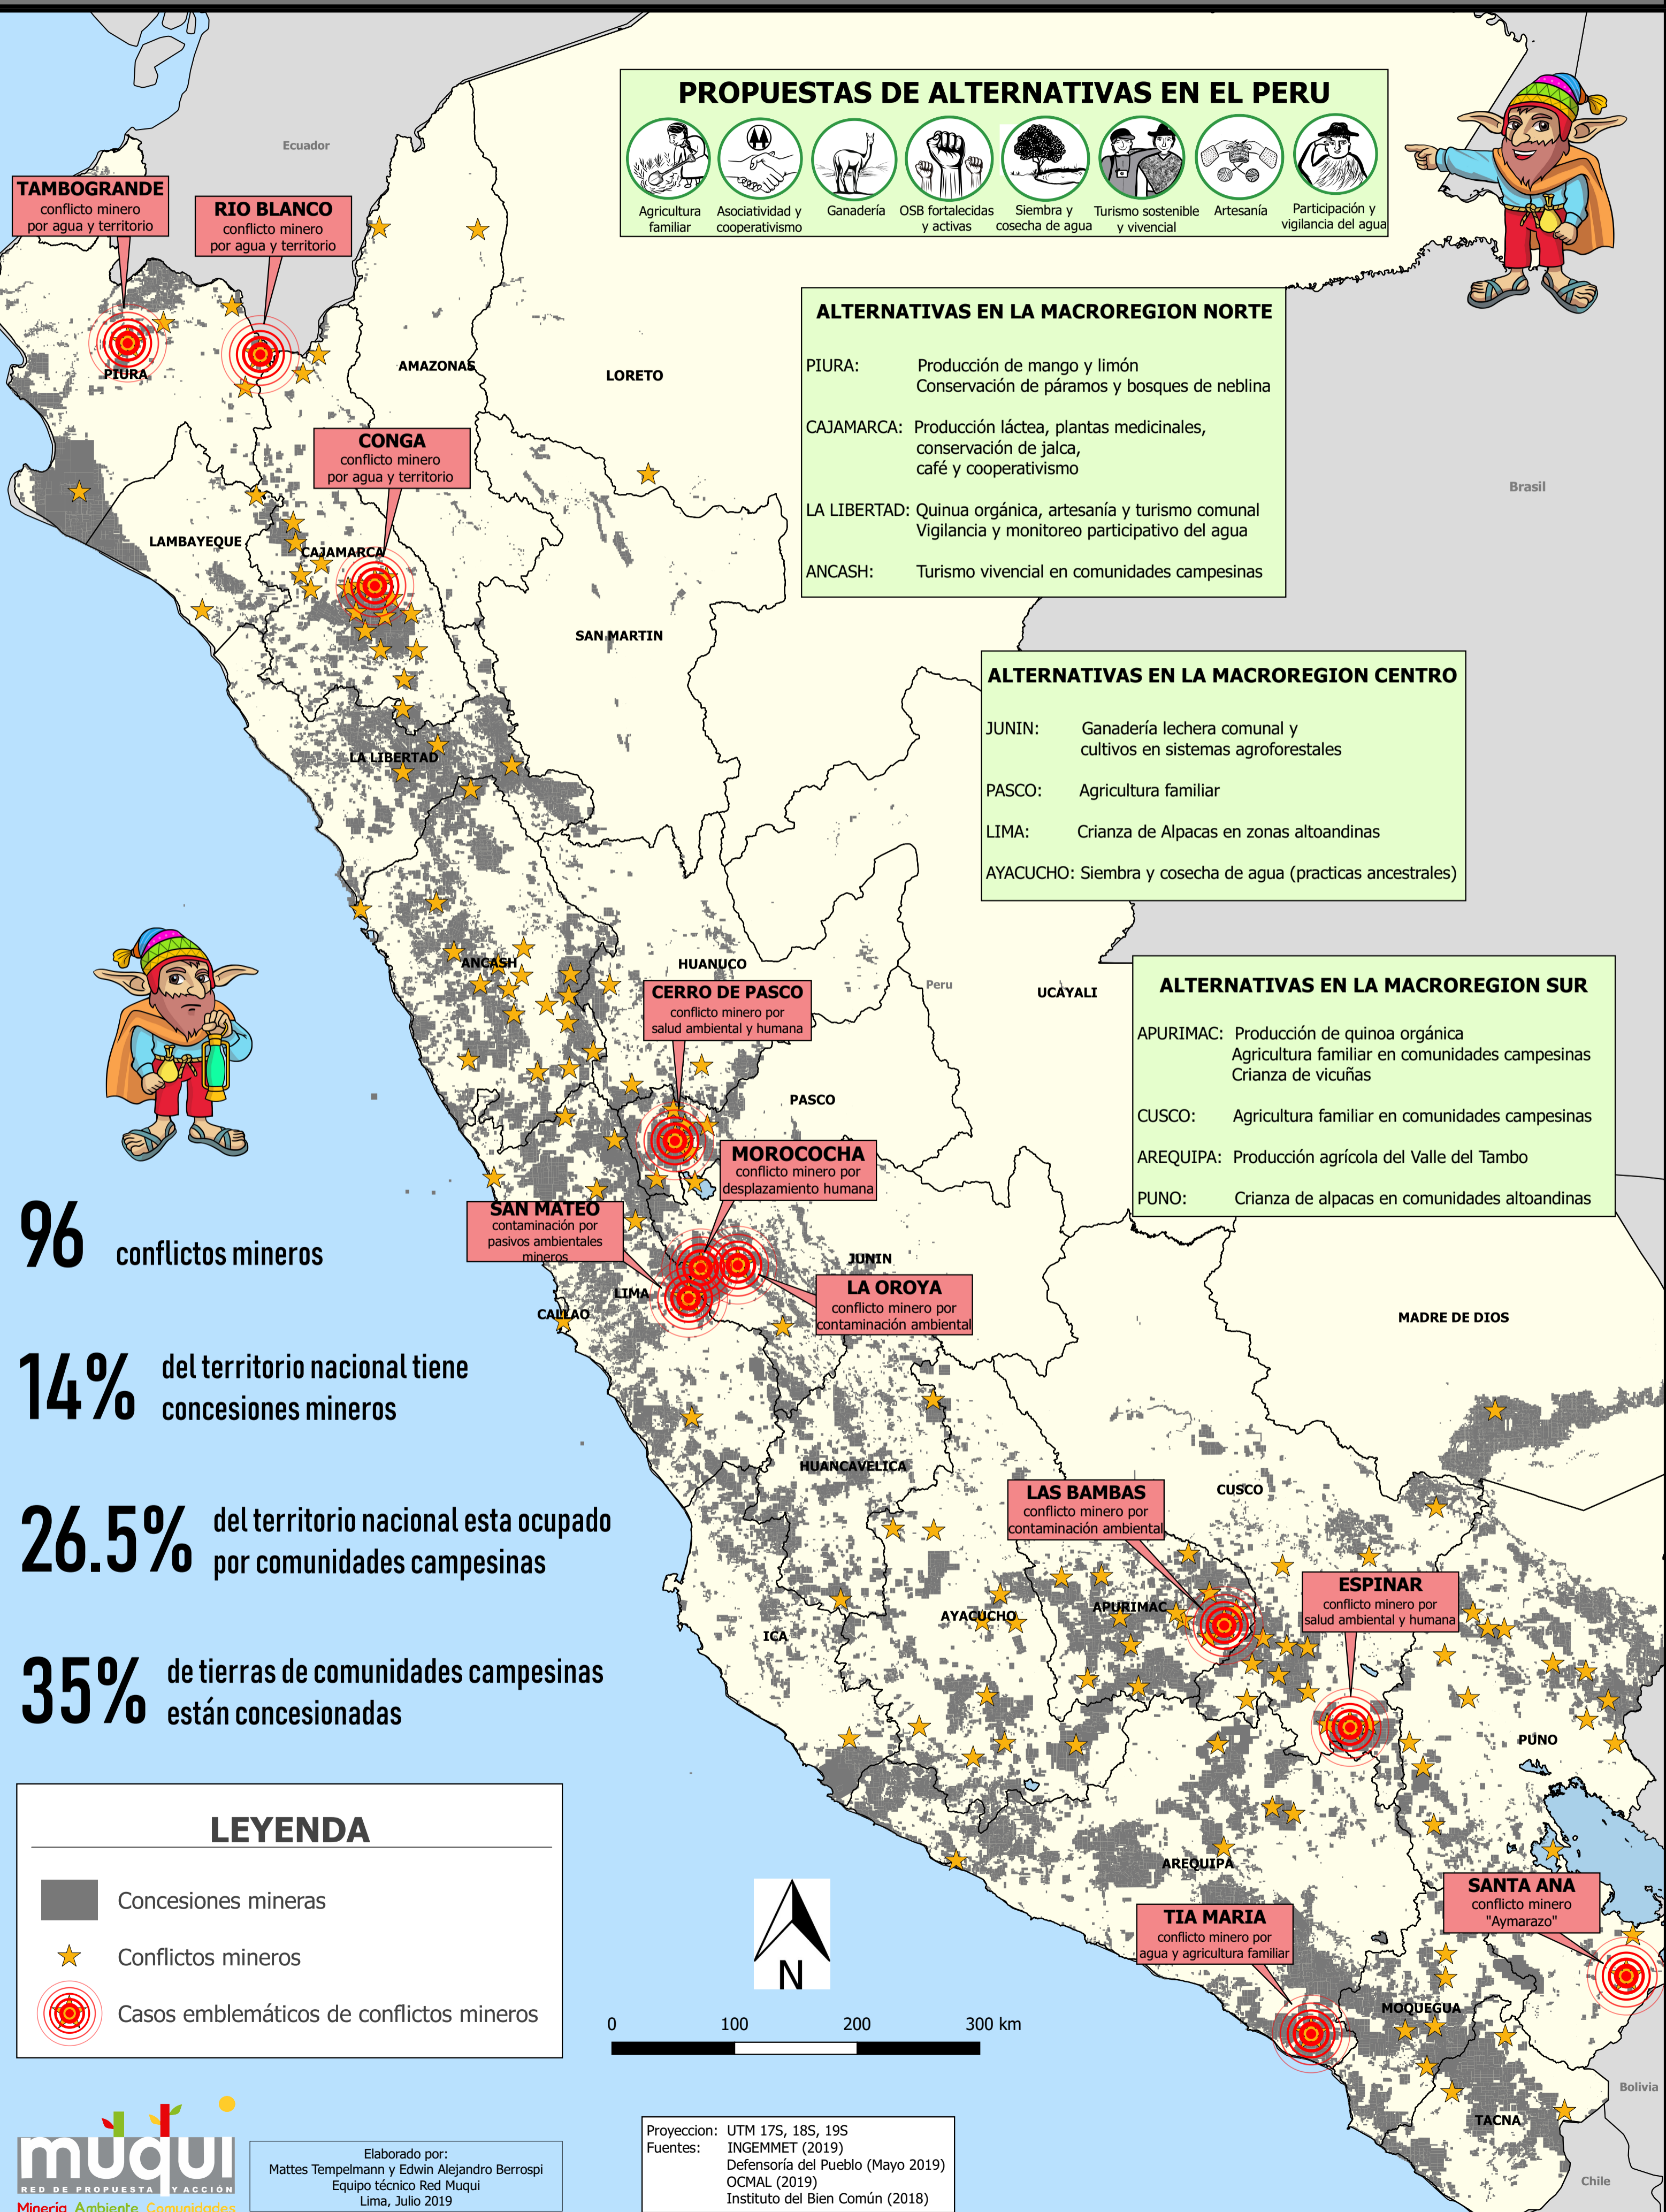 PROPUESTAS DE ALTERNATIVAS EN EL PERU
Agricultura
familiar
Asociatividad y
cooperativismo
Ganadería
OSB fortalecidas
y activas
Siembra y
cosecha de agua
Turismo sostenible
y vivencial
Artesanía
Participación y
vigilancia del agua
Ecuador
TAMBOGRANDE
conflicto minero
por agua y territorio
RIO BLANCO
conflicto minero
por agua y territorio
ALTERNATIVAS EN LA MACROREGION NORTE
PIURA: Producción de mango y limón
Conservación de páramos y bosques de neblina
CAJAMARCA: Producción láctea, plantas medicinales,
conservación de jalca,
café y cooperativismo
LA LIBERTAD: Quinua orgánica, artesanía y turismo comunal
Vigilancia y monitoreo participativo del agua
ANCASH: Turismo vivencial en comunidades campesinas
PIURA
AMAZONAS
LORETO
CONGA
conflicto minero
por agua y territorio
Brasil
LAMBAYEQUE
CAJAMARCA
SAN MARTIN
ALTERNATIVAS EN LA MACROREGION CENTRO
JUNIN: Ganadería lechera comunal y
cultivos en sistemas agroforestales
PASCO: Agricultura familiar
LIMA: Crianza de Alpacas en zonas altoandinas
AYACUCHO: Siembra y cosecha de agua (practicas ancestrales)
LA LIBERTAD
ANCASH
HUANUCO
Peru
UCAYALI
CERRO DE PASCO
conflicto minero por
salud ambiental y humana
ALTERNATIVAS EN LA MACROREGION SUR
APURIMAC: Producción de quinoa orgánica
Agricultura familiar en comunidades campesinas
Crianza de vicuñas
CUSCO: Agricultura familiar en comunidades campesinas
AREQUIPA: Producción agrícola del Valle del Tambo
PUNO: Crianza de alpacas en comunidades altoandinas
PASCO
MOROCOCHA
conflicto minero por
desplazamiento humana
SAN MATEO
contaminación por
pasivos ambientales
mineros
JUNIN
LA OROYA
conflicto minero por
contaminación ambiental
LIMA
CALLAO
MADRE DE DIOS
96 conflictos mineros
14% del territorio nacional tiene
concesiones mineros
26.5% del territorio nacional esta ocupado
por comunidades campesinas
35% de tierras de comunidades campesinas
están concesionadas
HUANCAVELICA
CUSCO
LAS BAMBAS
conflicto minero por
contaminación ambiental
ESPINAR
conflicto minero por
salud ambiental y humana
APURIMAC
AYACUCHO
ICA
PUNO
AREQUIPA
SANTA ANA
conflicto minero
"Aymarazo"
TIA MARIA
conflicto minero por
agua y agricultura familiar
MOQUEGUA
TACNA
Bolivia
Chile
LEYENDA
Concesiones mineras
Conflictos mineros
Casos emblemáticos de conflictos mineros
N
0 100 200 300 km
muqui
RED DE PROPUESTA Y ACCIÓN
Minería Ambiente Comunidades
Elaborado por:
Mattes Tempelmann y Edwin Alejandro Berrospi
Equipo técnico Red Muqui
Lima, Julio 2019
Proyeccion: UTM 17S, 18S, 19S
Fuentes: INGEMMET (2019)
Defensoría del Pueblo (Mayo 2019)
OCMAL (2019)
Instituto del Bien Común (2018)